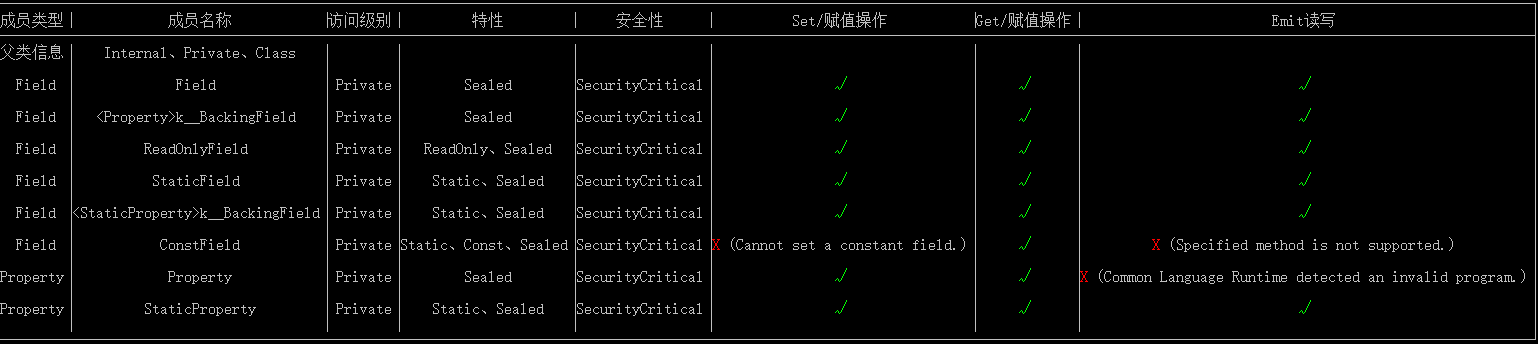 成员类型 成员名称 访问级别 特性 安全性 Set/赋值操作 Get/赋值操作 Emit读写
父类信息 Internal、Private、Class
Field Field Private Sealed SecurityCritical √ √ √
Field <Property>k__BackingField Private Sealed SecurityCritical √ √ √
Field ReadOnlyField Private ReadOnly、Sealed SecurityCritical √ √ √
Field StaticField Private Static、Sealed SecurityCritical √ √ √
Field <StaticProperty>k__BackingField Private Static、Sealed SecurityCritical √ √ √
Field ConstField Private Static、Const、Sealed SecurityCritical X (Cannot set a constant field.) √ X (Specified method is not supported.)
Property Property Private Sealed SecurityCritical √ √ X (Common Language Runtime detected an invalid program.)
Property StaticProperty Private Static、Sealed SecurityCritical √ √ √